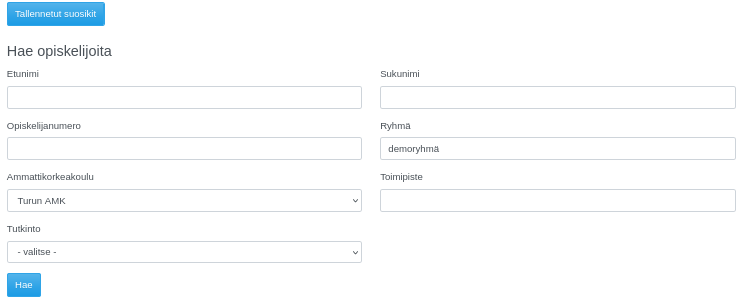 Tallennetut suosikit
Hae opiskelijoita
Etunimi
Sukunimi
Opiskelijanumero
Ryhmä
demoryhmä
Ammattikorkeakoulu
Toimipiste
Turun AMK
Tutkinto
- valitse -
Hae